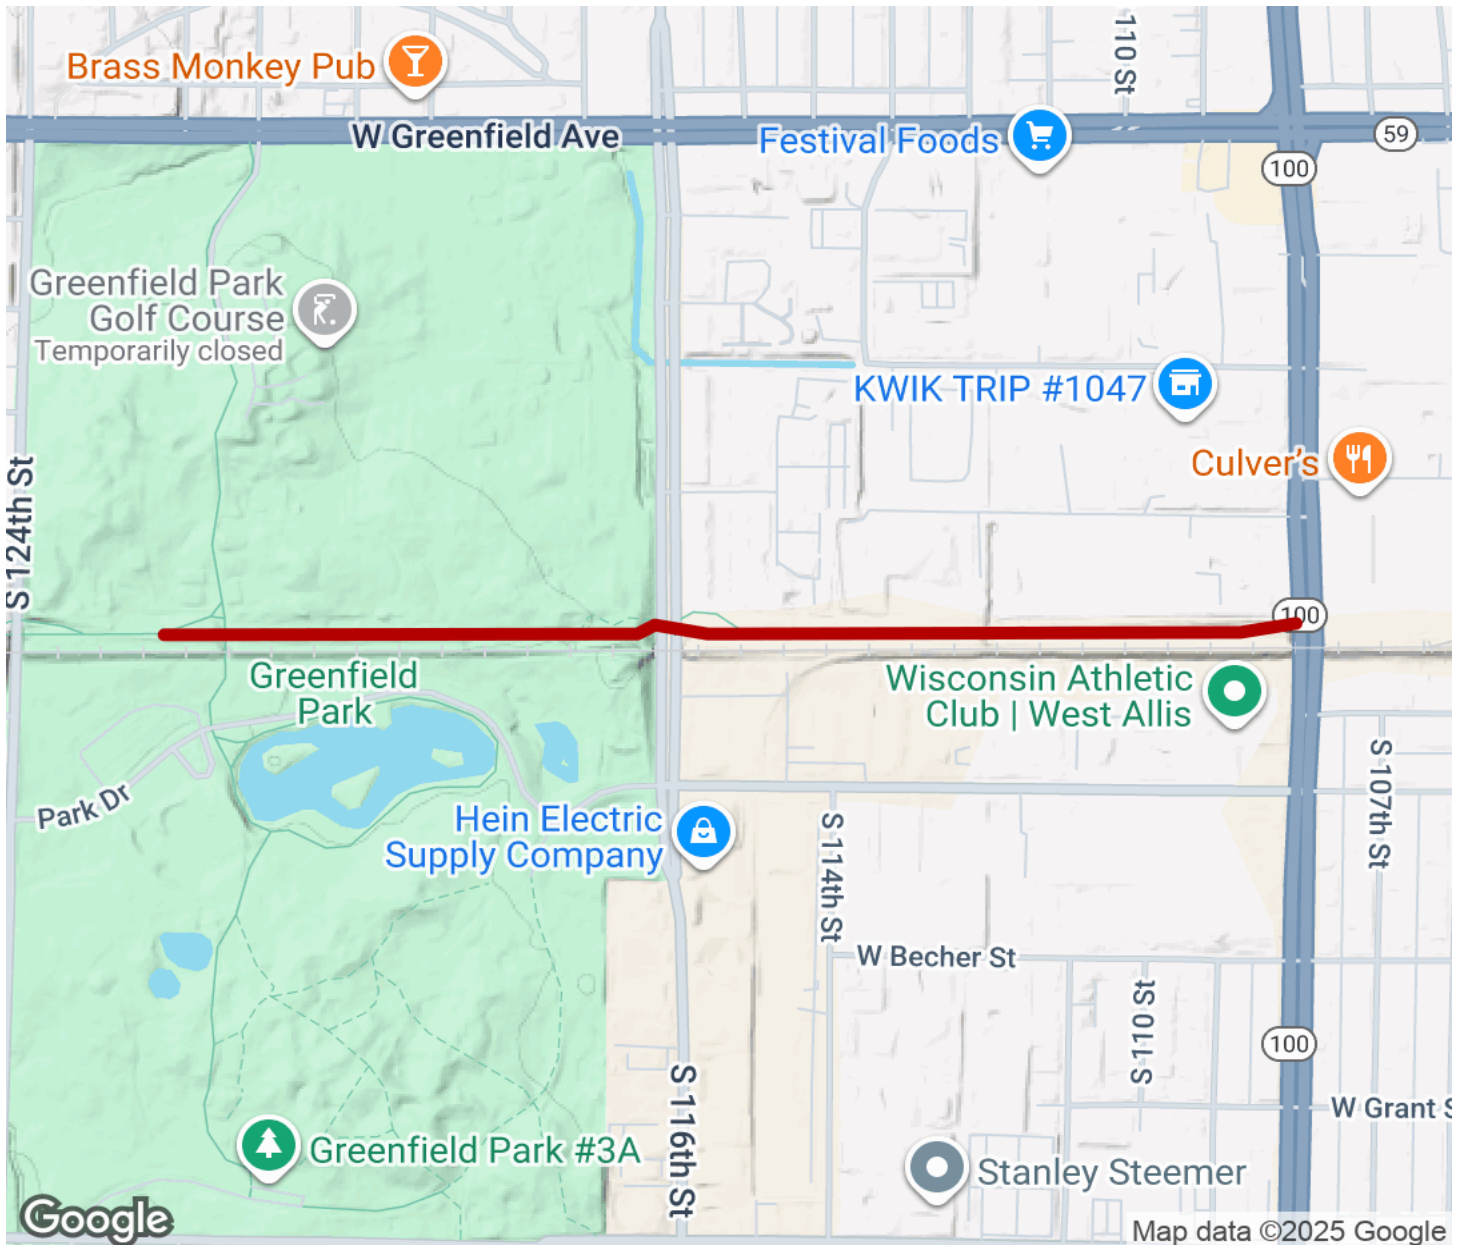 110 St
Brass Monkey Pub
W Greenfield Ave
Festival Foods
59
100
Greenfield Park
Golf Course
Temporarily closed
KWIK TRIP #1047
Culver's
S 124th St
100
Greenfield
Park
Wisconsin Athletic
Club | West Allis
Park Dr
S 107th St
Hein Electric
Supply Company
S 114th St
W Becher St
S 110 St
100
S 116th St
W Grant S
Greenfield Park #3A
Stanley Steemer
Google
Map data ©2025 Google